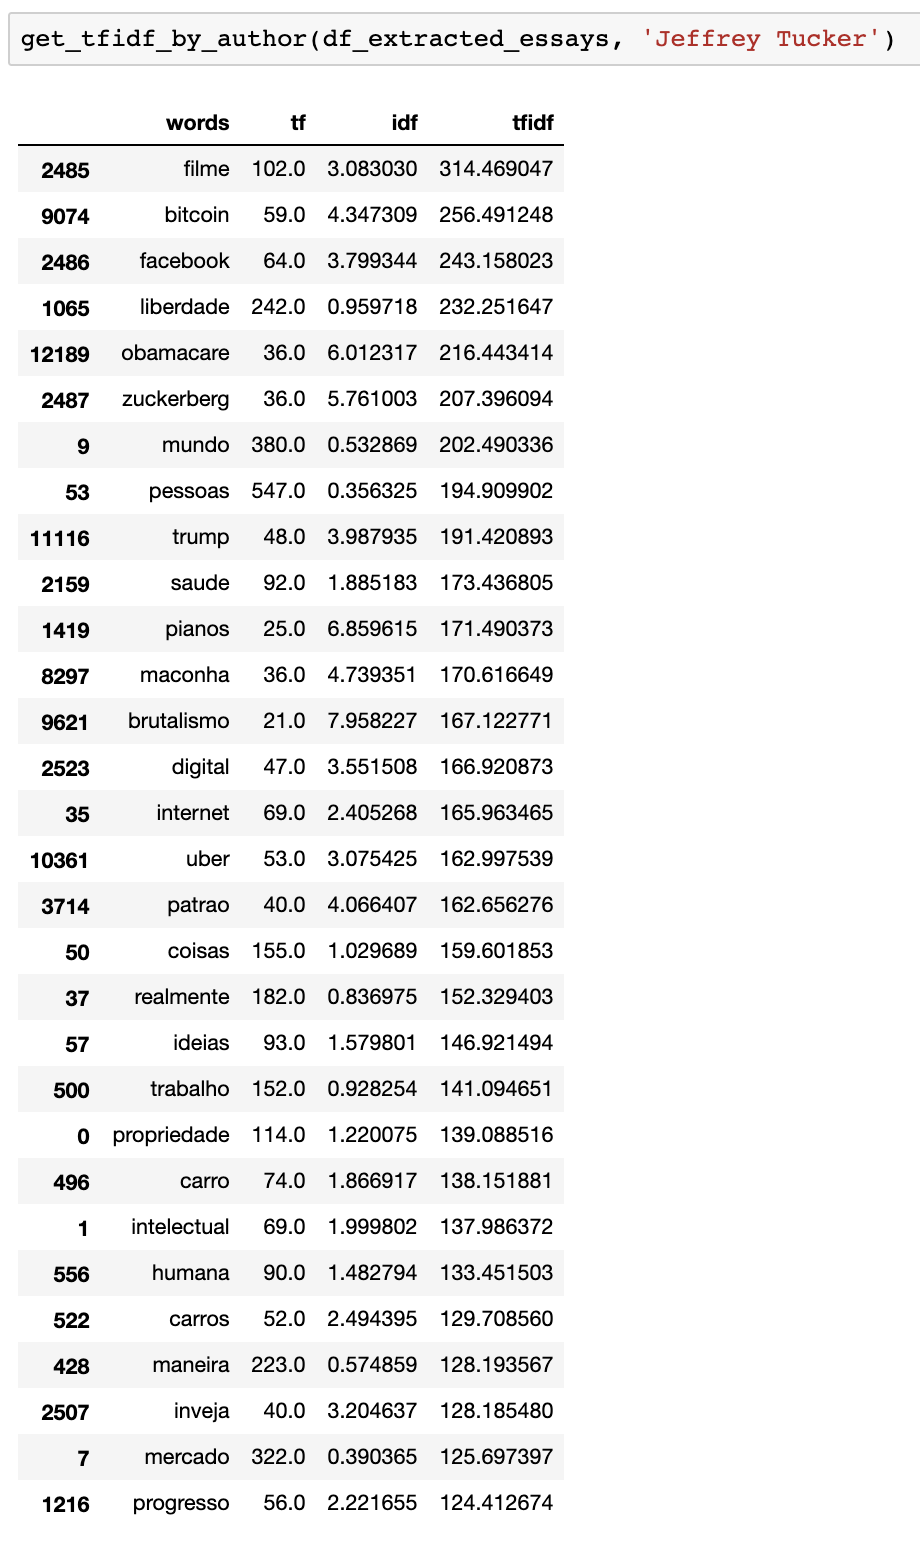 get_tfidf_by_author(df_extracted_essays, 'Jeffrey Tucker')
words tf idf tfidf
2485 filme 102.0 3.083030 314.469047
9074 bitcoin 59.0 4.347309 256.491248
2486 facebook 64.0 3.799344 243.158023
1065 liberdade 242.0 0.959718 232.251647
12189 obamacare 36.0 6.012317 216.443414
2487 zuckerberg 36.0 5.761003 207.396094
9 mundo 380.0 0.532869 202.490336
53 pessoas 547.0 0.356325 194.909902
11116 trump 48.0 3.987935 191.420893
2159 saude 92.0 1.885183 173.436805
1419 pianos 25.0 6.859615 171.490373
8297 maconha 36.0 4.739351 170.616649
9621 brutalismo 21.0 7.958227 167.122771
2523 digital 47.0 3.551508 166.920873
35 internet 69.0 2.405268 165.963465
10361 uber 53.0 3.075425 162.997539
3714 patrao 40.0 4.066407 162.656276
50 coisas 155.0 1.029689 159.601853
37 realmente 182.0 0.836975 152.329403
57 ideias 93.0 1.579801 146.921494
500 trabalho 152.0 0.928254 141.094651
0 propriedade 114.0 1.220075 139.088516
496 carro 74.0 1.866917 138.151881
1 intelectual 69.0 1.999802 137.986372
556 humana 90.0 1.482794 133.451503
522 carros 52.0 2.494395 129.708560
428 maneira 223.0 0.574859 128.193567
2507 inveja 40.0 3.204637 128.185480
7 mercado 322.0 0.390365 125.697397
1216 progresso 56.0 2.221655 124.412674